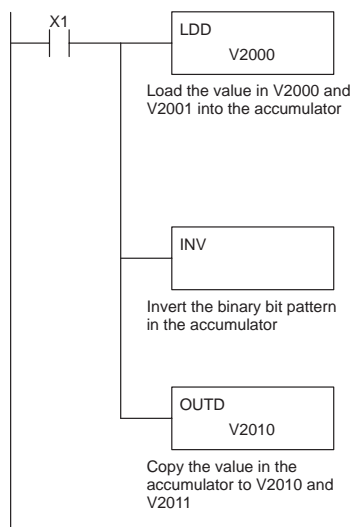 X1
LDD
V2000
Load the value in V2000 and
V2001 into the accumulator
INV
Invert the binary bit pattern
in the accumulator
OUTD
V2010
Copy the value in the
accumulator to V2010 and
V2011